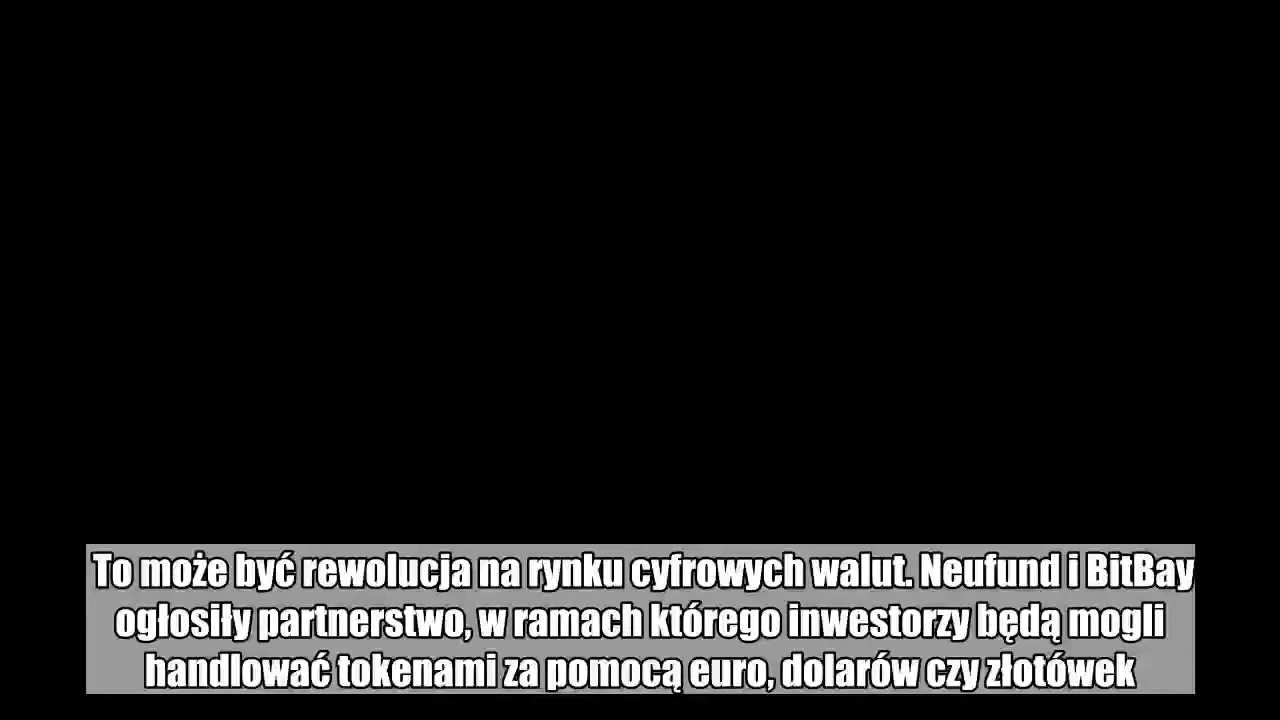 To może być rewolucja na rynku cyfrowych walut. Neufund i BitBay
ogłosiły partnerstwo, w ramach którego inwestorzy będą mogli
handlować tokenami za pomocą euro, dolarów czy złotówek